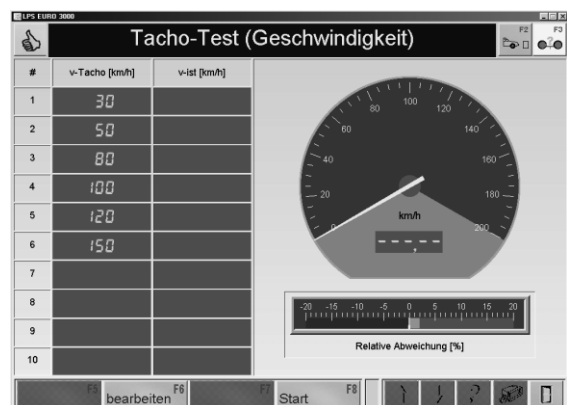 LPS EURO 3000
Tacho-Test (Geschwindigkeit)
F2
F3
# v-Tacho [km/h] v-ist [km/h]
1 30
2 50
3 80
4 100
5 120
6 150
7
8
9
10
0 20 40 60 80 100 120 140 160 180 200
km/h
-----,
-20 -15 -10 -5 0 5 10 15 20
Relative Abweichung [%]
F5 bearbeiten F6 F7 Start F8